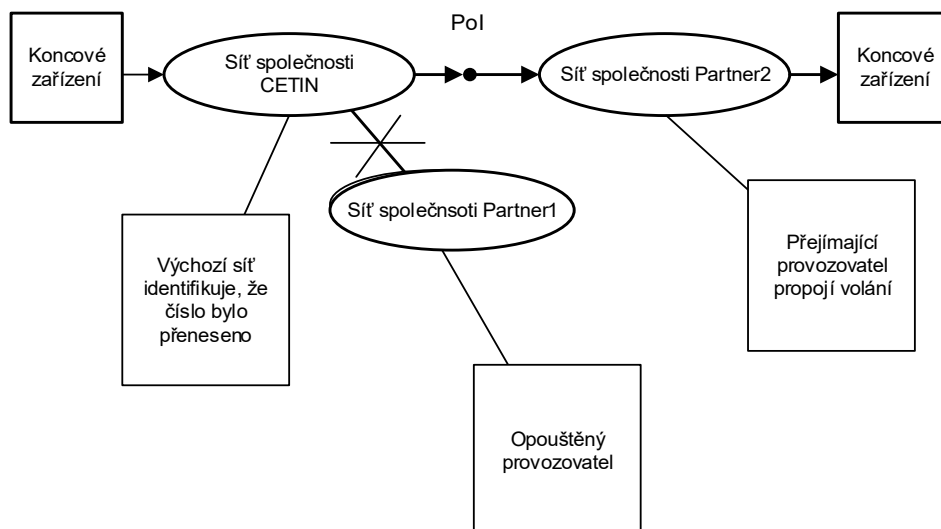 PoI
Koncové
zařízení
Síť společnosti
CETIN
Síť společnosti Partner2
Koncové
zařízení
Síť společnsoti Partner1
Výchozí síť
identifikuje, že
číslo bylo
přeneseno
Přejímající
provozovatel
propojí volání
Opouštěný
provozovatel